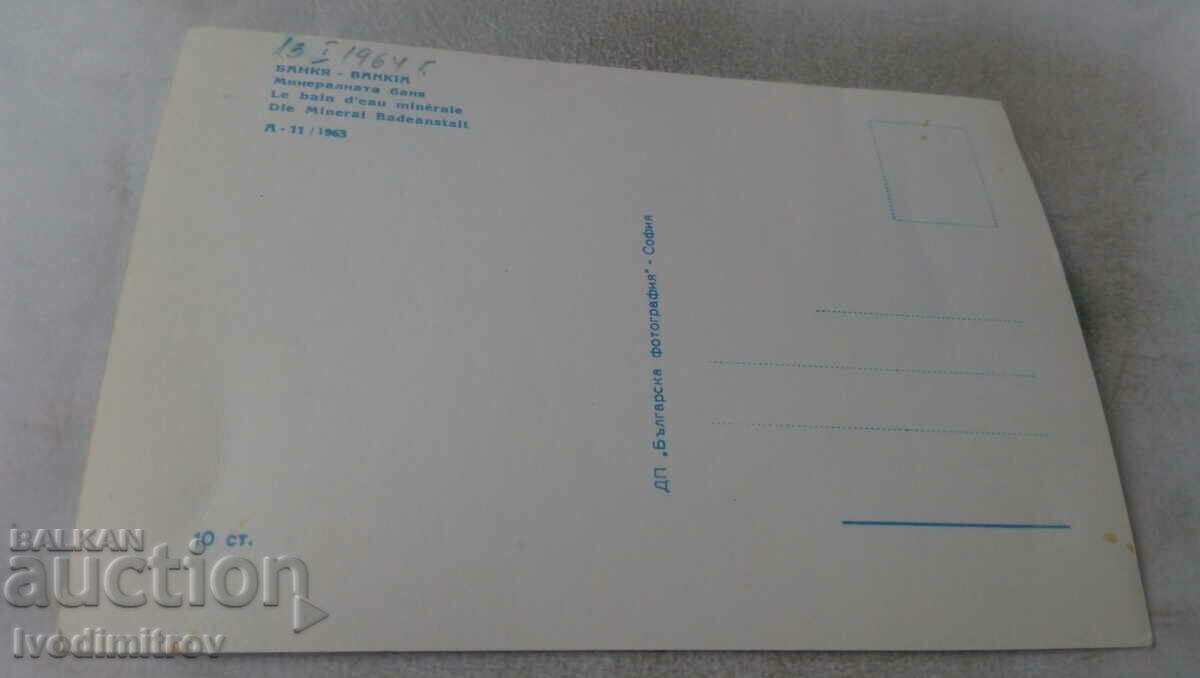 13 I 1964 г.
БАНКЯ - BANKIA
Минералната баня
Le bain d'eau minérale
Die Mineral Badeanstalt
А - 11 / 1963
ДП „Българска фотография" - София
10 ст.
BALKAN
auction
Ivodimitrov